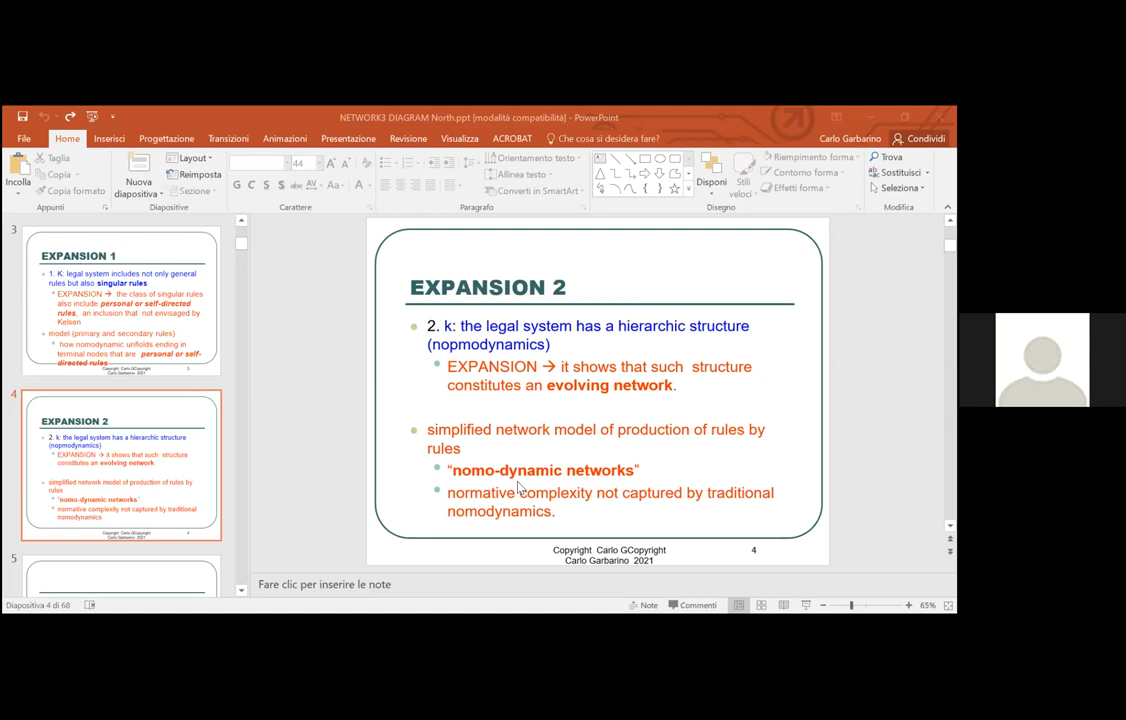 NETWORK3 DIAGRAM North.ppt [modalità compatibilità] - PowerPoint
File Home Inserisci Progettazione Transizioni Animazioni Presentazione Revisione Visualizza ACROBAT Che cosa si desidera fare? Carlo Garbarino Condividi
Incolla
Taglia
Copia
Copia formato
Appunti
Nuova
diapositiva
Layout
Reimposta
Sezione
Diapositive
44
G C S S abc AV Aa A
Carattere
Orientamento testo
Allinea testo
Converti in SmartArt
Paragrafo
Disponi
Stili
veloci
Riempimento forma
Contorno forma
Effetti forma
Disegno
Trova
Sostituisci
Seleziona
Modifica
3
EXPANSION 1
1. K: legal system includes not only general
rules but also singular rules
EXPANSION → the class of singular rules
also include personal or self-directed
rules, an inclusion that not envisaged by
Kelsen
model (primary and secondary rules)
how nomodynamic unflolds ending in
terminal nodes that are personal or self-
directed rules
Copyright Carlo GCopyright
Carlo Garbarino 2021
3
4
EXPANSION 2
2. k: the legal system has a hierarchic structure
(nopmodynamics)
EXPANSION → it shows that such structure
constitutes an evolving network.
simplified network model of production of rules by
rules
“nomo-dynamic networks”
normative complexity not captured by traditional
nomodynamics.
Copyright Carlo GCopyright
Carlo Garbarino 2021
4
5
EXPANSION 2
2. k: the legal system has a hierarchic structure
(nopmodynamics)
EXPANSION → it shows that such structure
constitutes an evolving network.
simplified network model of production of rules by
rules
“nomo-dynamic networks”
normative complexity not captured by traditional
nomodynamics.
Copyright Carlo GCopyright
Carlo Garbarino 2021
4
Fare clic per inserire le note
Diapositiva 4 di 68 Note Commenti 65%